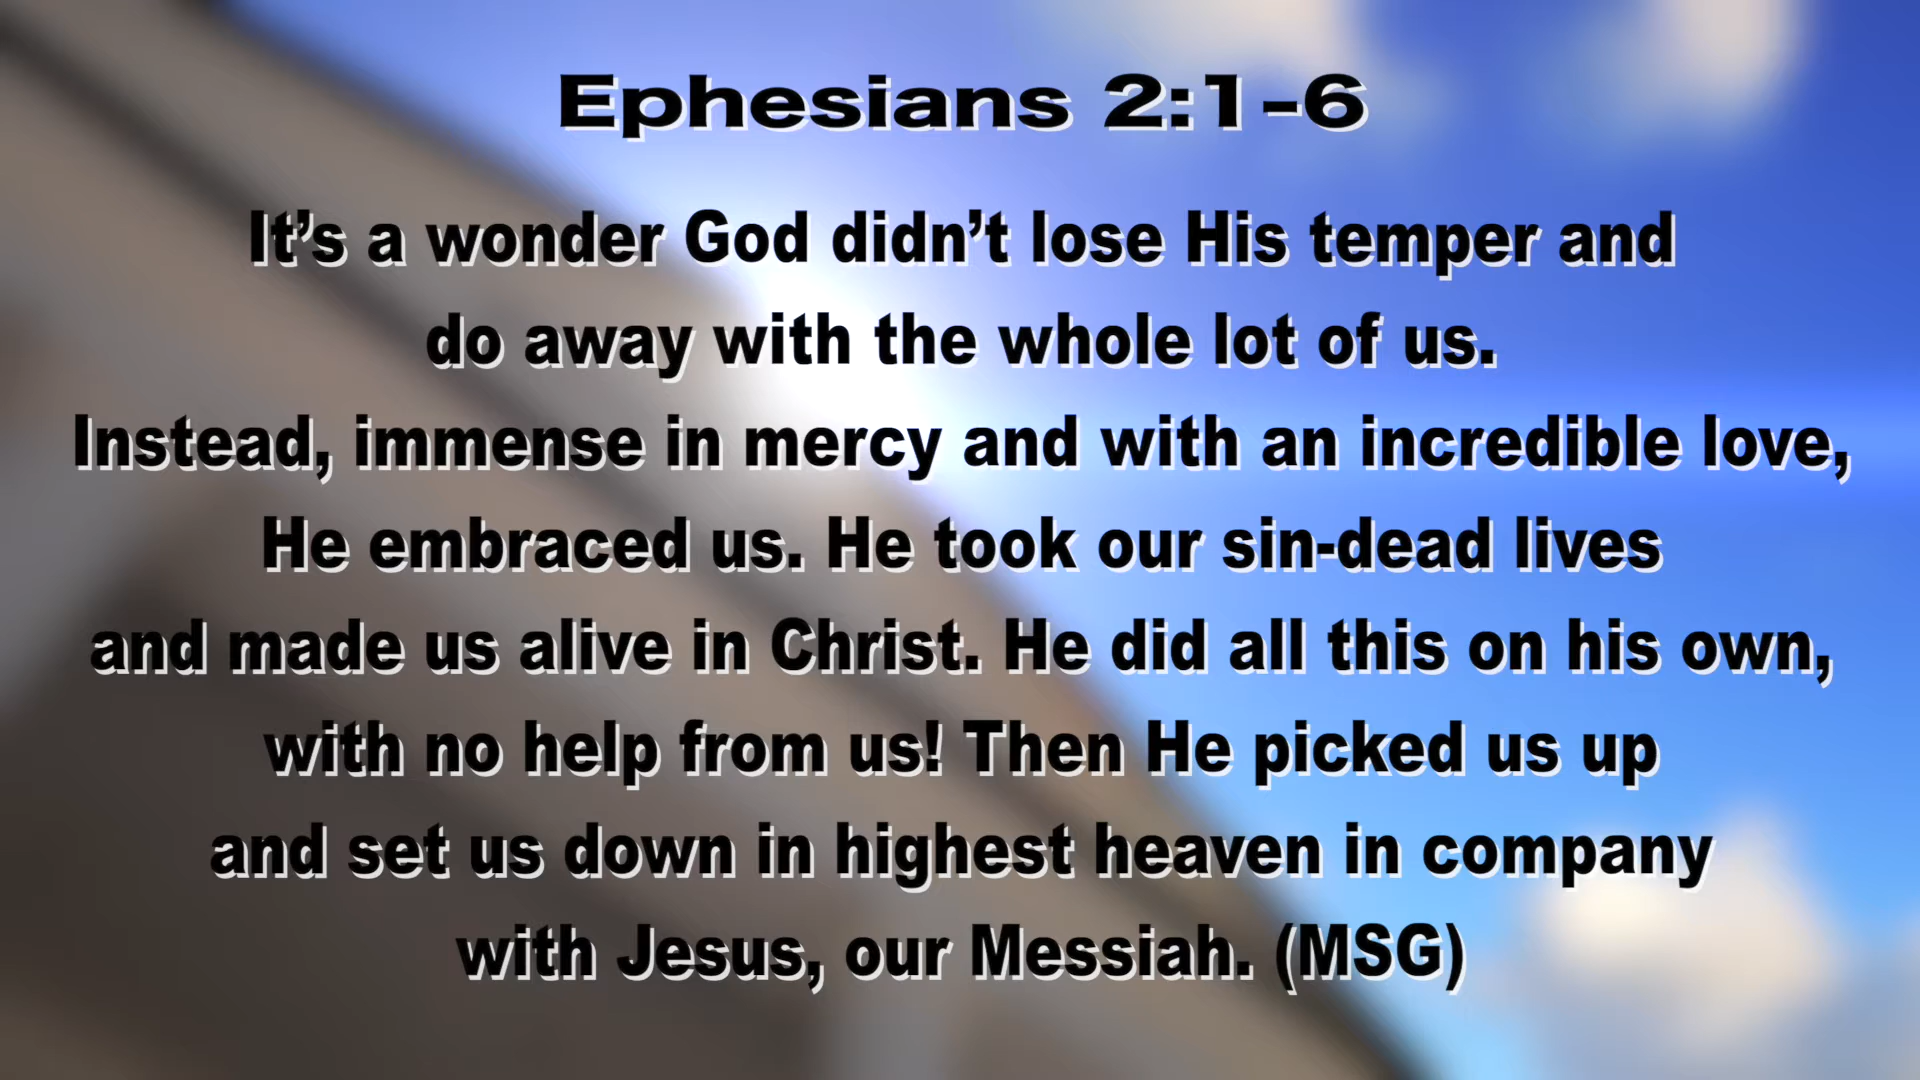 Ephesians 2:1-6
It’s a wonder God didn’t lose His temper and
do away with the whole lot of us.
Instead, immense in mercy and with an incredible love,
He embraced us. He took our sin-dead lives
and made us alive in Christ. He did all this on his own,
with no help from us! Then He picked us up
and set us down in highest heaven in company
with Jesus, our Messiah. (MSG)